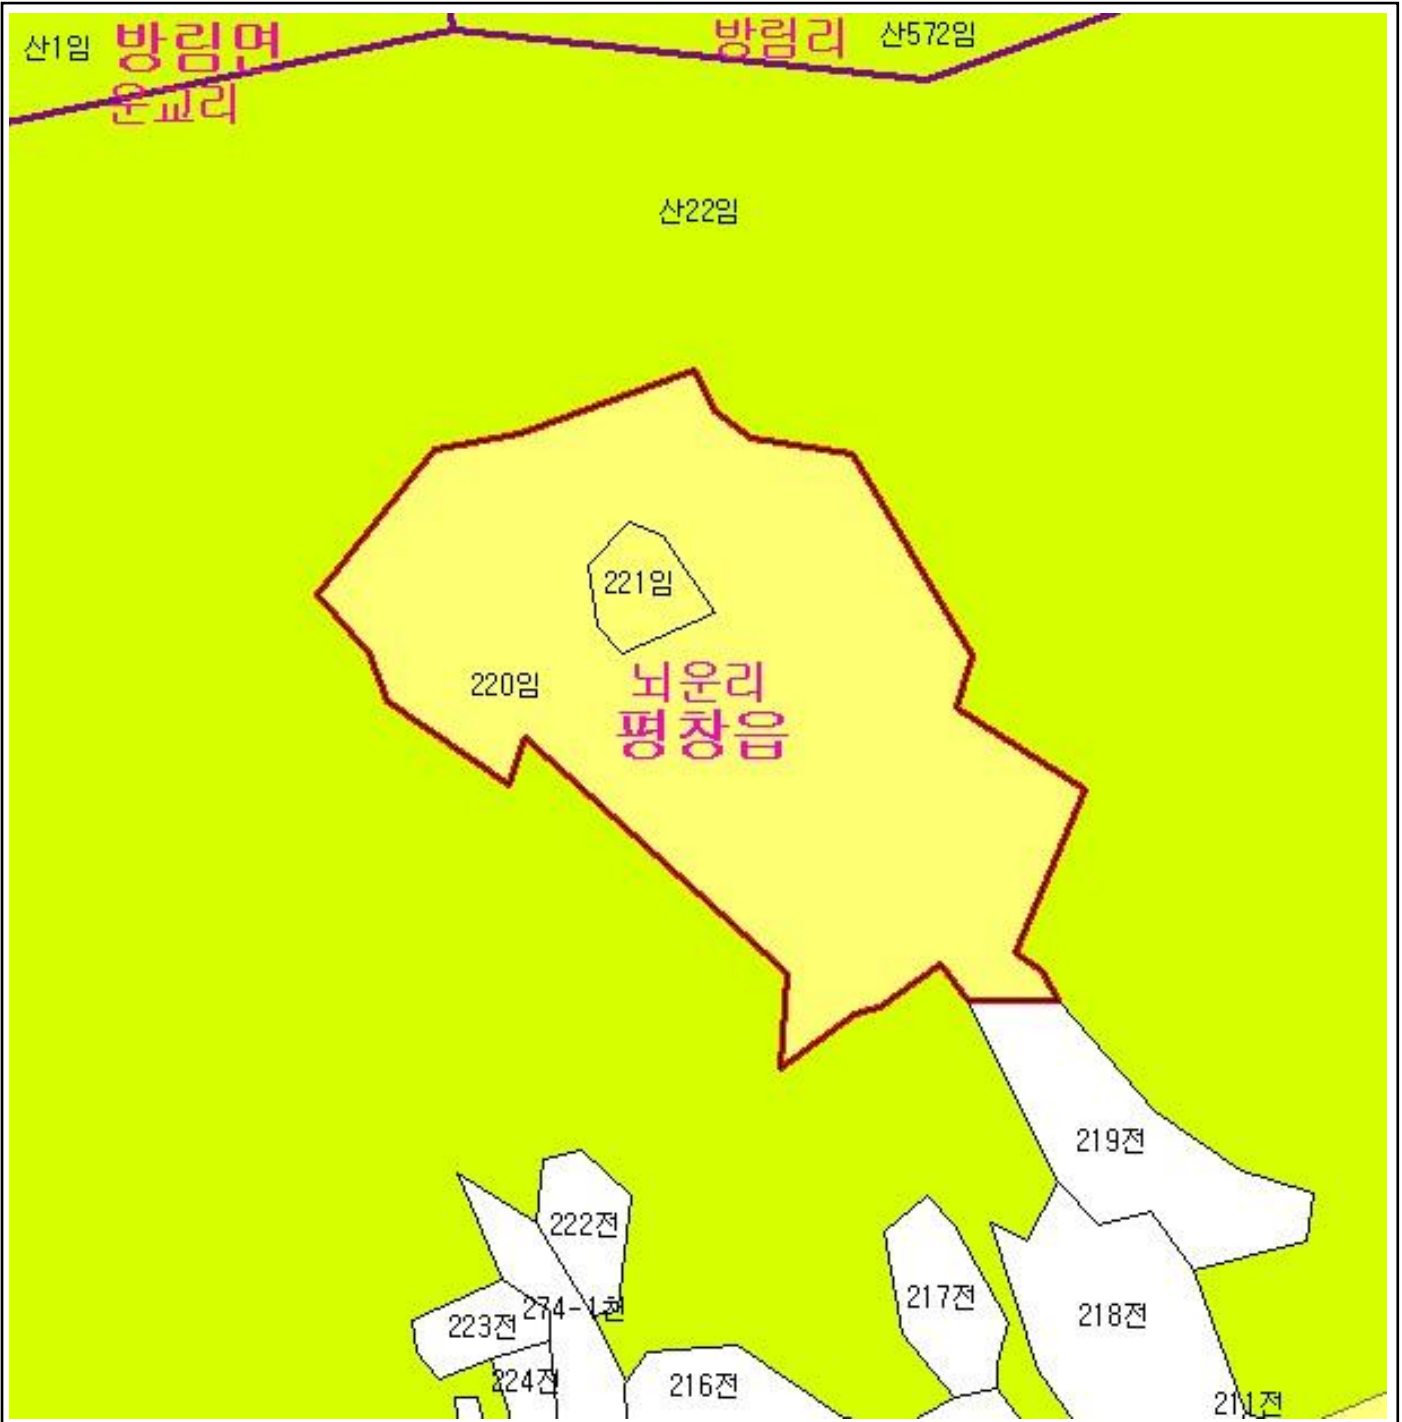 산1임 방림면 방림리 산572임
운교리
산22임
221임
220임
뇌운리
평창읍
219전
222전
217전
274-1천
223전
218전
224전
216전
211전